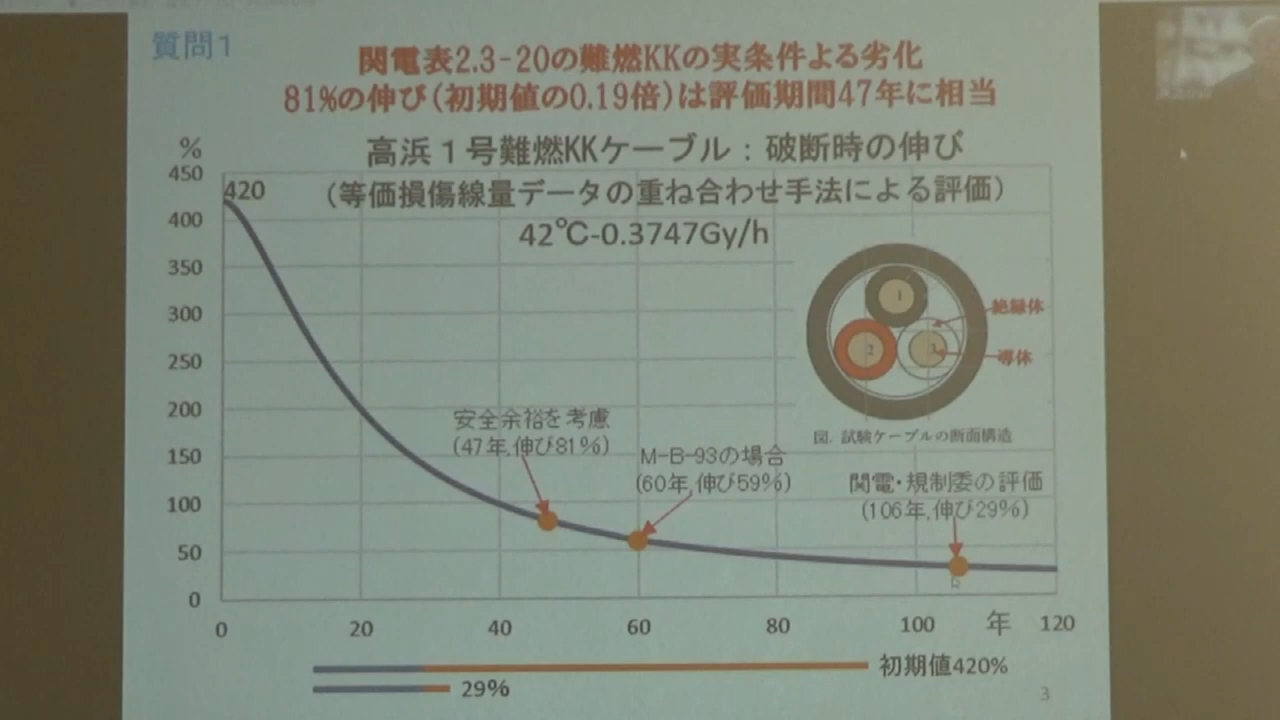 質問1
関電表2.3-20の難燃KKの実条件よる劣化
81%の伸び(初期値の0.19倍)は評価期間47年に相当
高浜1号難燃KKケーブル：破断時の伸び
(等価損傷線量データの重ね合わせ手法による評価)
42℃-0.3747Gy/h
%
450
400
350
300
250
200
150
100
50
0
420
1
2
3
絶縁体
導体
図. 試験ケーブルの断面構造
安全余裕を考慮
(47年,伸び81%)
M-B-93の場合
(60年,伸び59%)
関電・規制委の評価
(106年,伸び29%)
0 20 40 60 80 100 年 120
初期値420%
29%
3